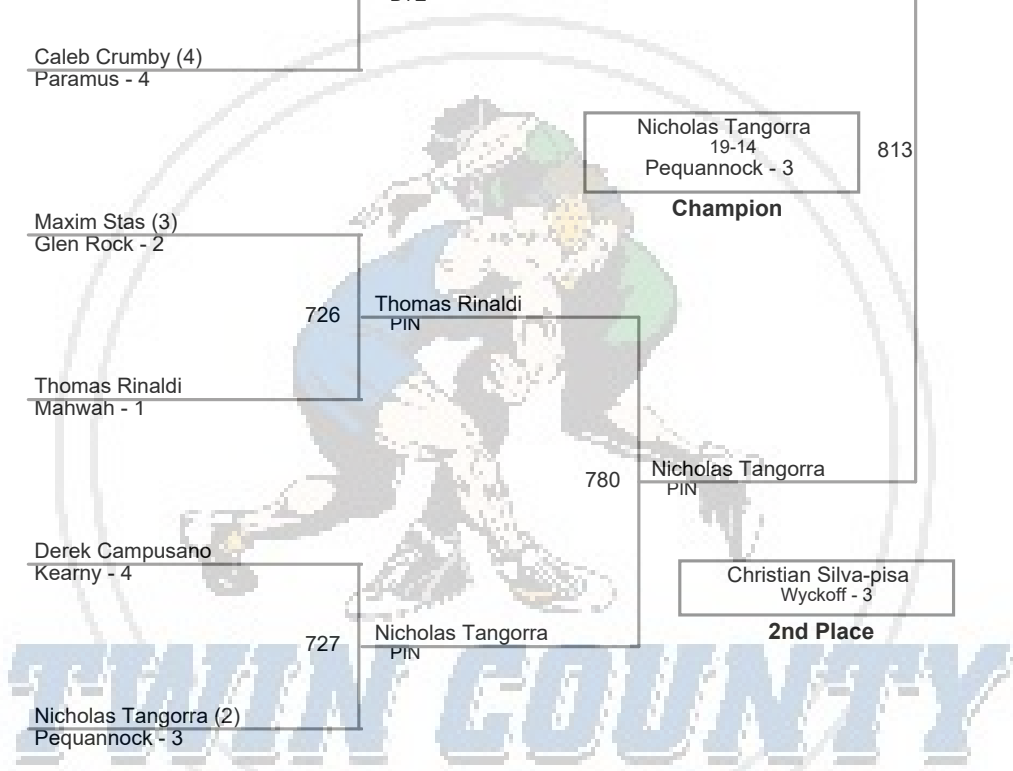 Caleb Crumby (4)
Paramus - 4
Nicholas Tangorra
19-14
Pequannock - 3
813
Champion
Maxim Stas (3)
Glen Rock - 2
726
Thomas Rinaldi
PIN
Thomas Rinaldi
Mahwah - 1
780
Nicholas Tangorra
PIN
Derek Campusano
Kearny - 4
Christian Silva-pisa
Wyckoff - 3
2nd Place
727
Nicholas Tangorra
PIN
Nicholas Tangorra (2)
Pequannock - 3
TWIN COUNTY